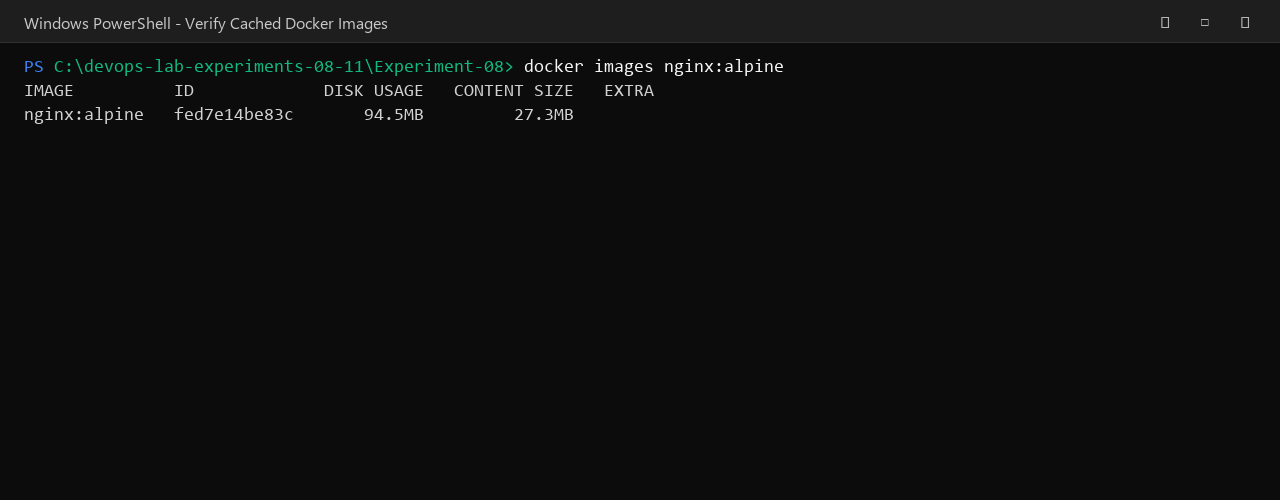 Windows PowerShell - Verify Cached Docker Images
PS C:\devops-lab-experiments-08-11\Experiment-08> docker images nginx:alpine
IMAGE          ID             DISK USAGE   CONTENT SIZE   EXTRA
nginx:alpine   fed7e14be83c       94.5MB         27.3MB